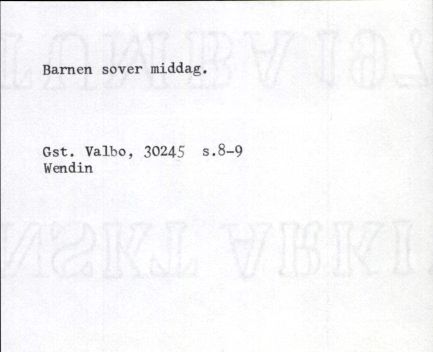 Barnen sover middag.
Gst. Valbo, 30245 s.8-9
Wendin